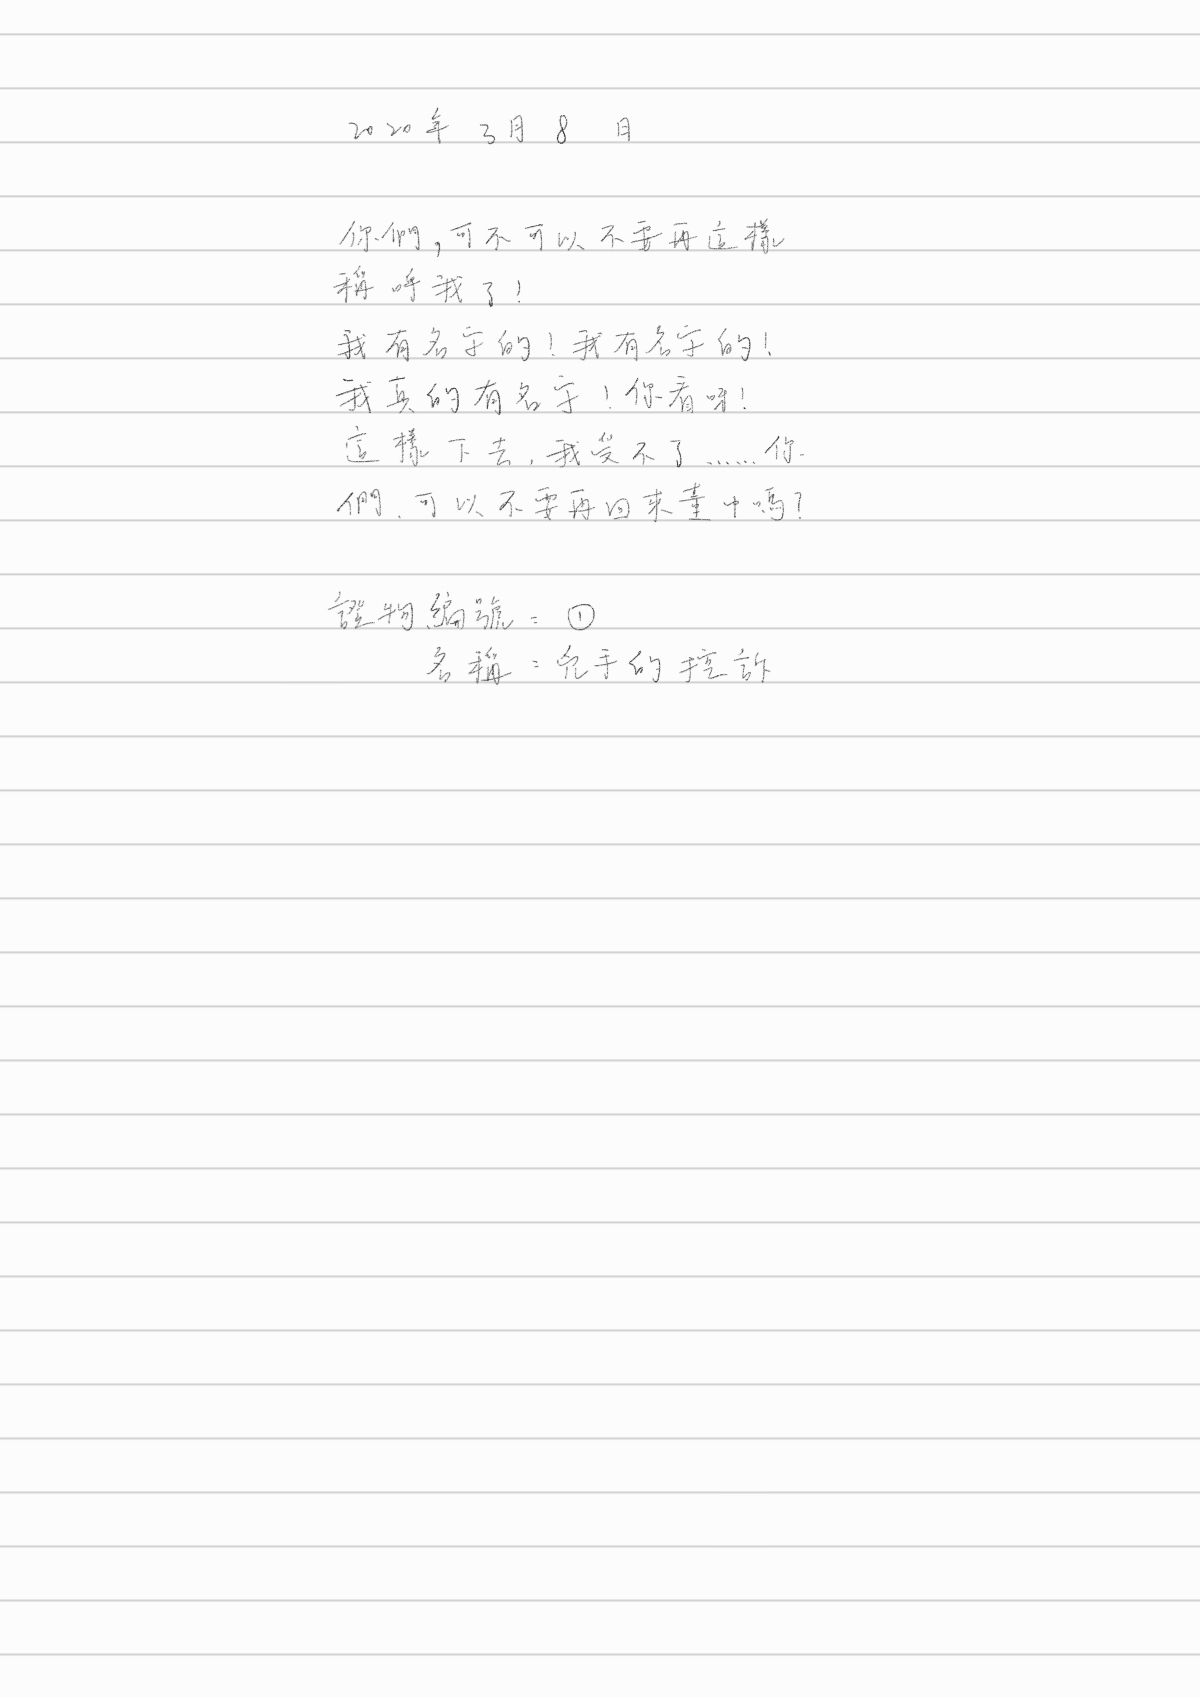 2020年 3月 8 日
你們,可不可以不要再這樣
稱呼我了!
我有名字的!我有名字的!
我真的有名字!你看呀!
這樣下去,我受不了……你
們,可以不要再回來臺中嗎?
證物編號:①
名稱:兇手的控訴